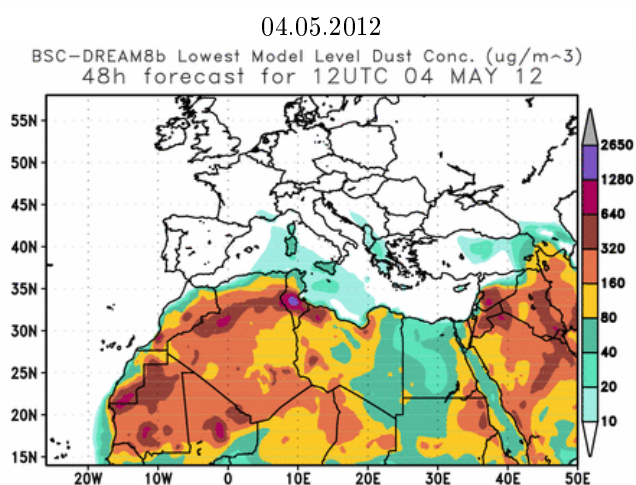 04.05.2012
BSC-DREAM8b Lowest Model Level Dust Conc. (ug/m^3)
48h forecast for 12UTC 04 MAY 12
55N
50N
45N
40N
35N
30N
25N
20N
15N
20W
10W
0
10E
20E
30E
40E
50E
2650
1280
640
320
160
80
40
20
10